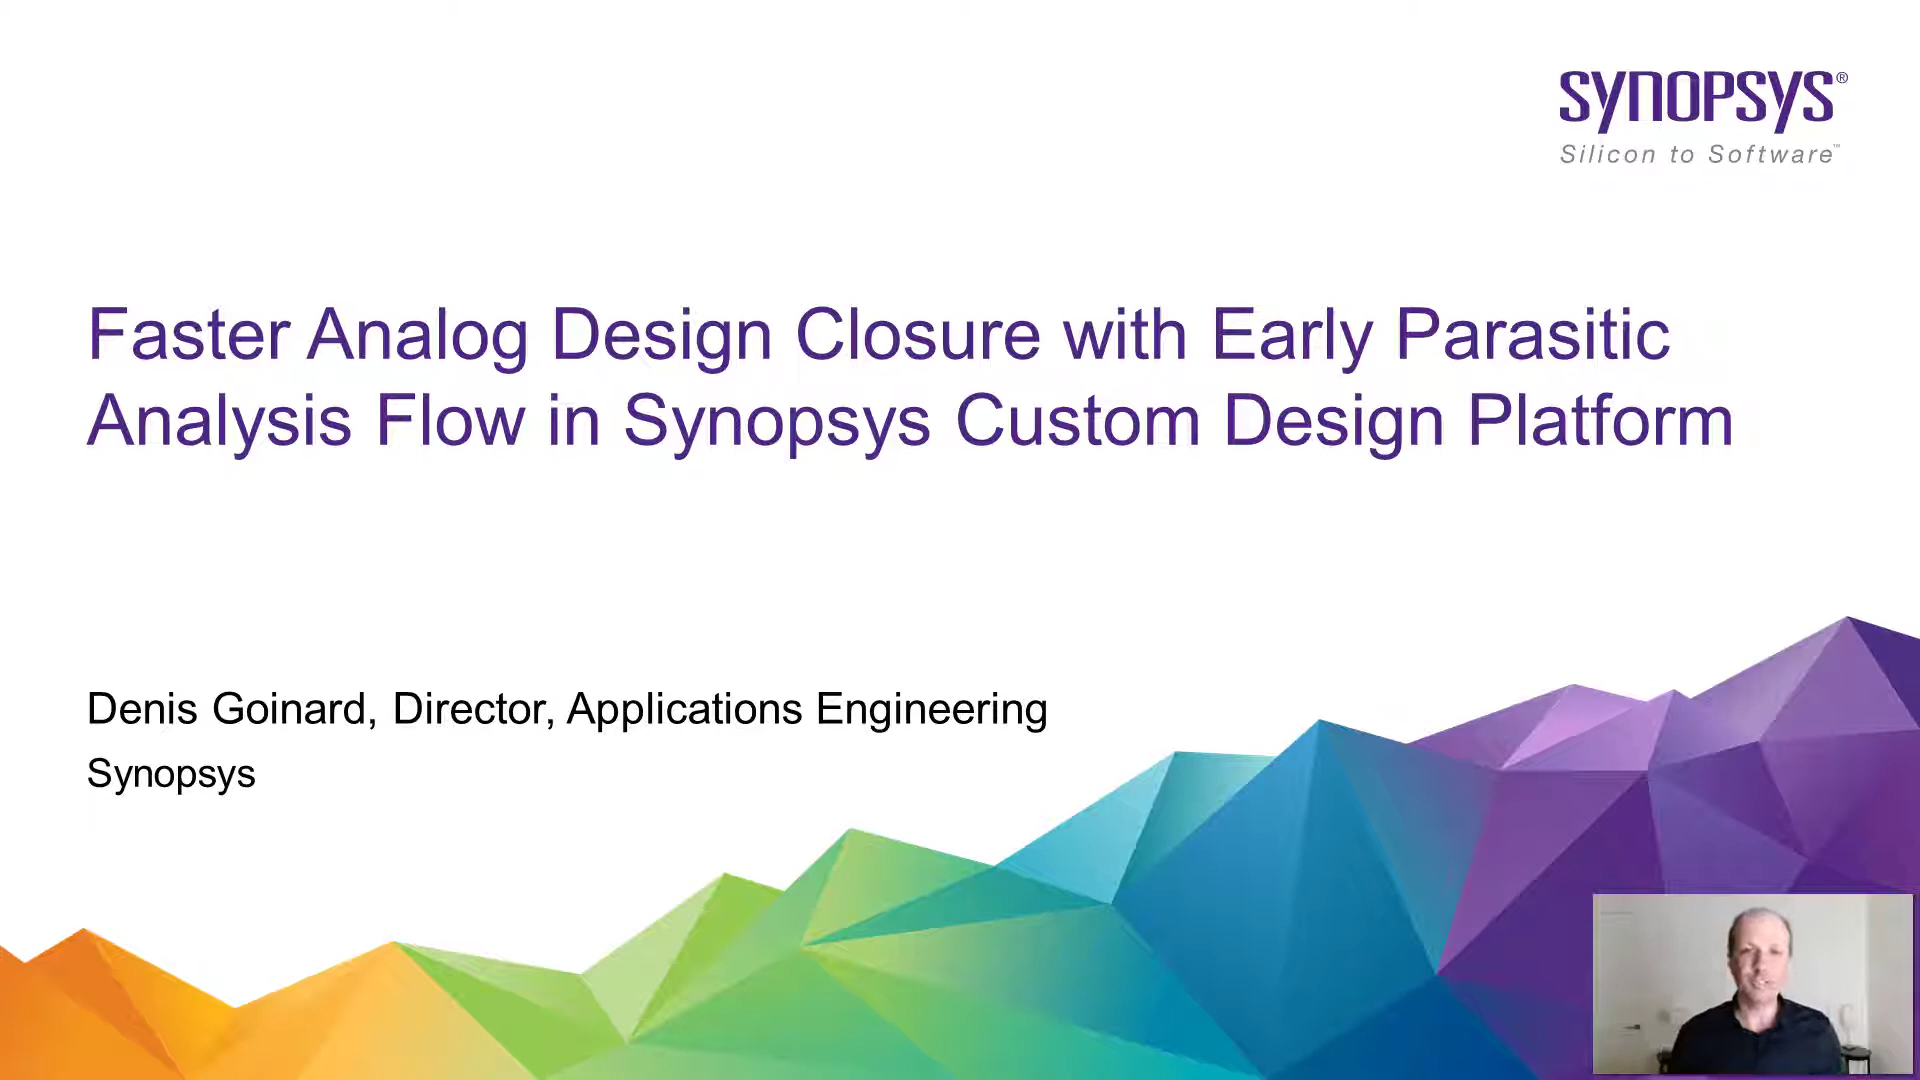 SYNOPSYS®
Silicon to Software™
Faster Analog Design Closure with Early Parasitic
Analysis Flow in Synopsys Custom Design Platform
Denis Goinard, Director, Applications Engineering
Synopsys